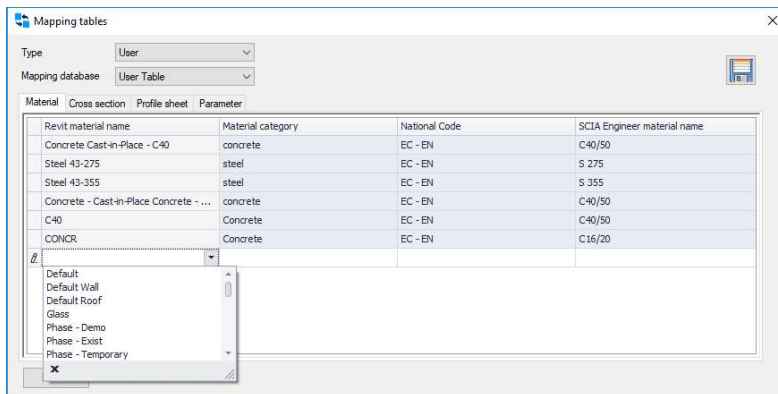 Mapping tables
Type User
Mapping database User Table
Material Cross section Profile sheet Parameter
Revit material name Material category National Code SCIA Engineer material name
Concrete Cast-in-Place - C40 concrete EC - EN C40/50
Steel 43-275 steel EC - EN S 275
Steel 43-355 steel EC - EN S 355
Concrete - Cast-in-Place Concrete - ... concrete EC - EN C40/50
C40 Concrete EC - EN C40/50
CONCR Concrete EC - EN C16/20
Default
Default Wall
Default Roof
Glass
Phase - Demo
Phase - Exist
Phase - Temporary